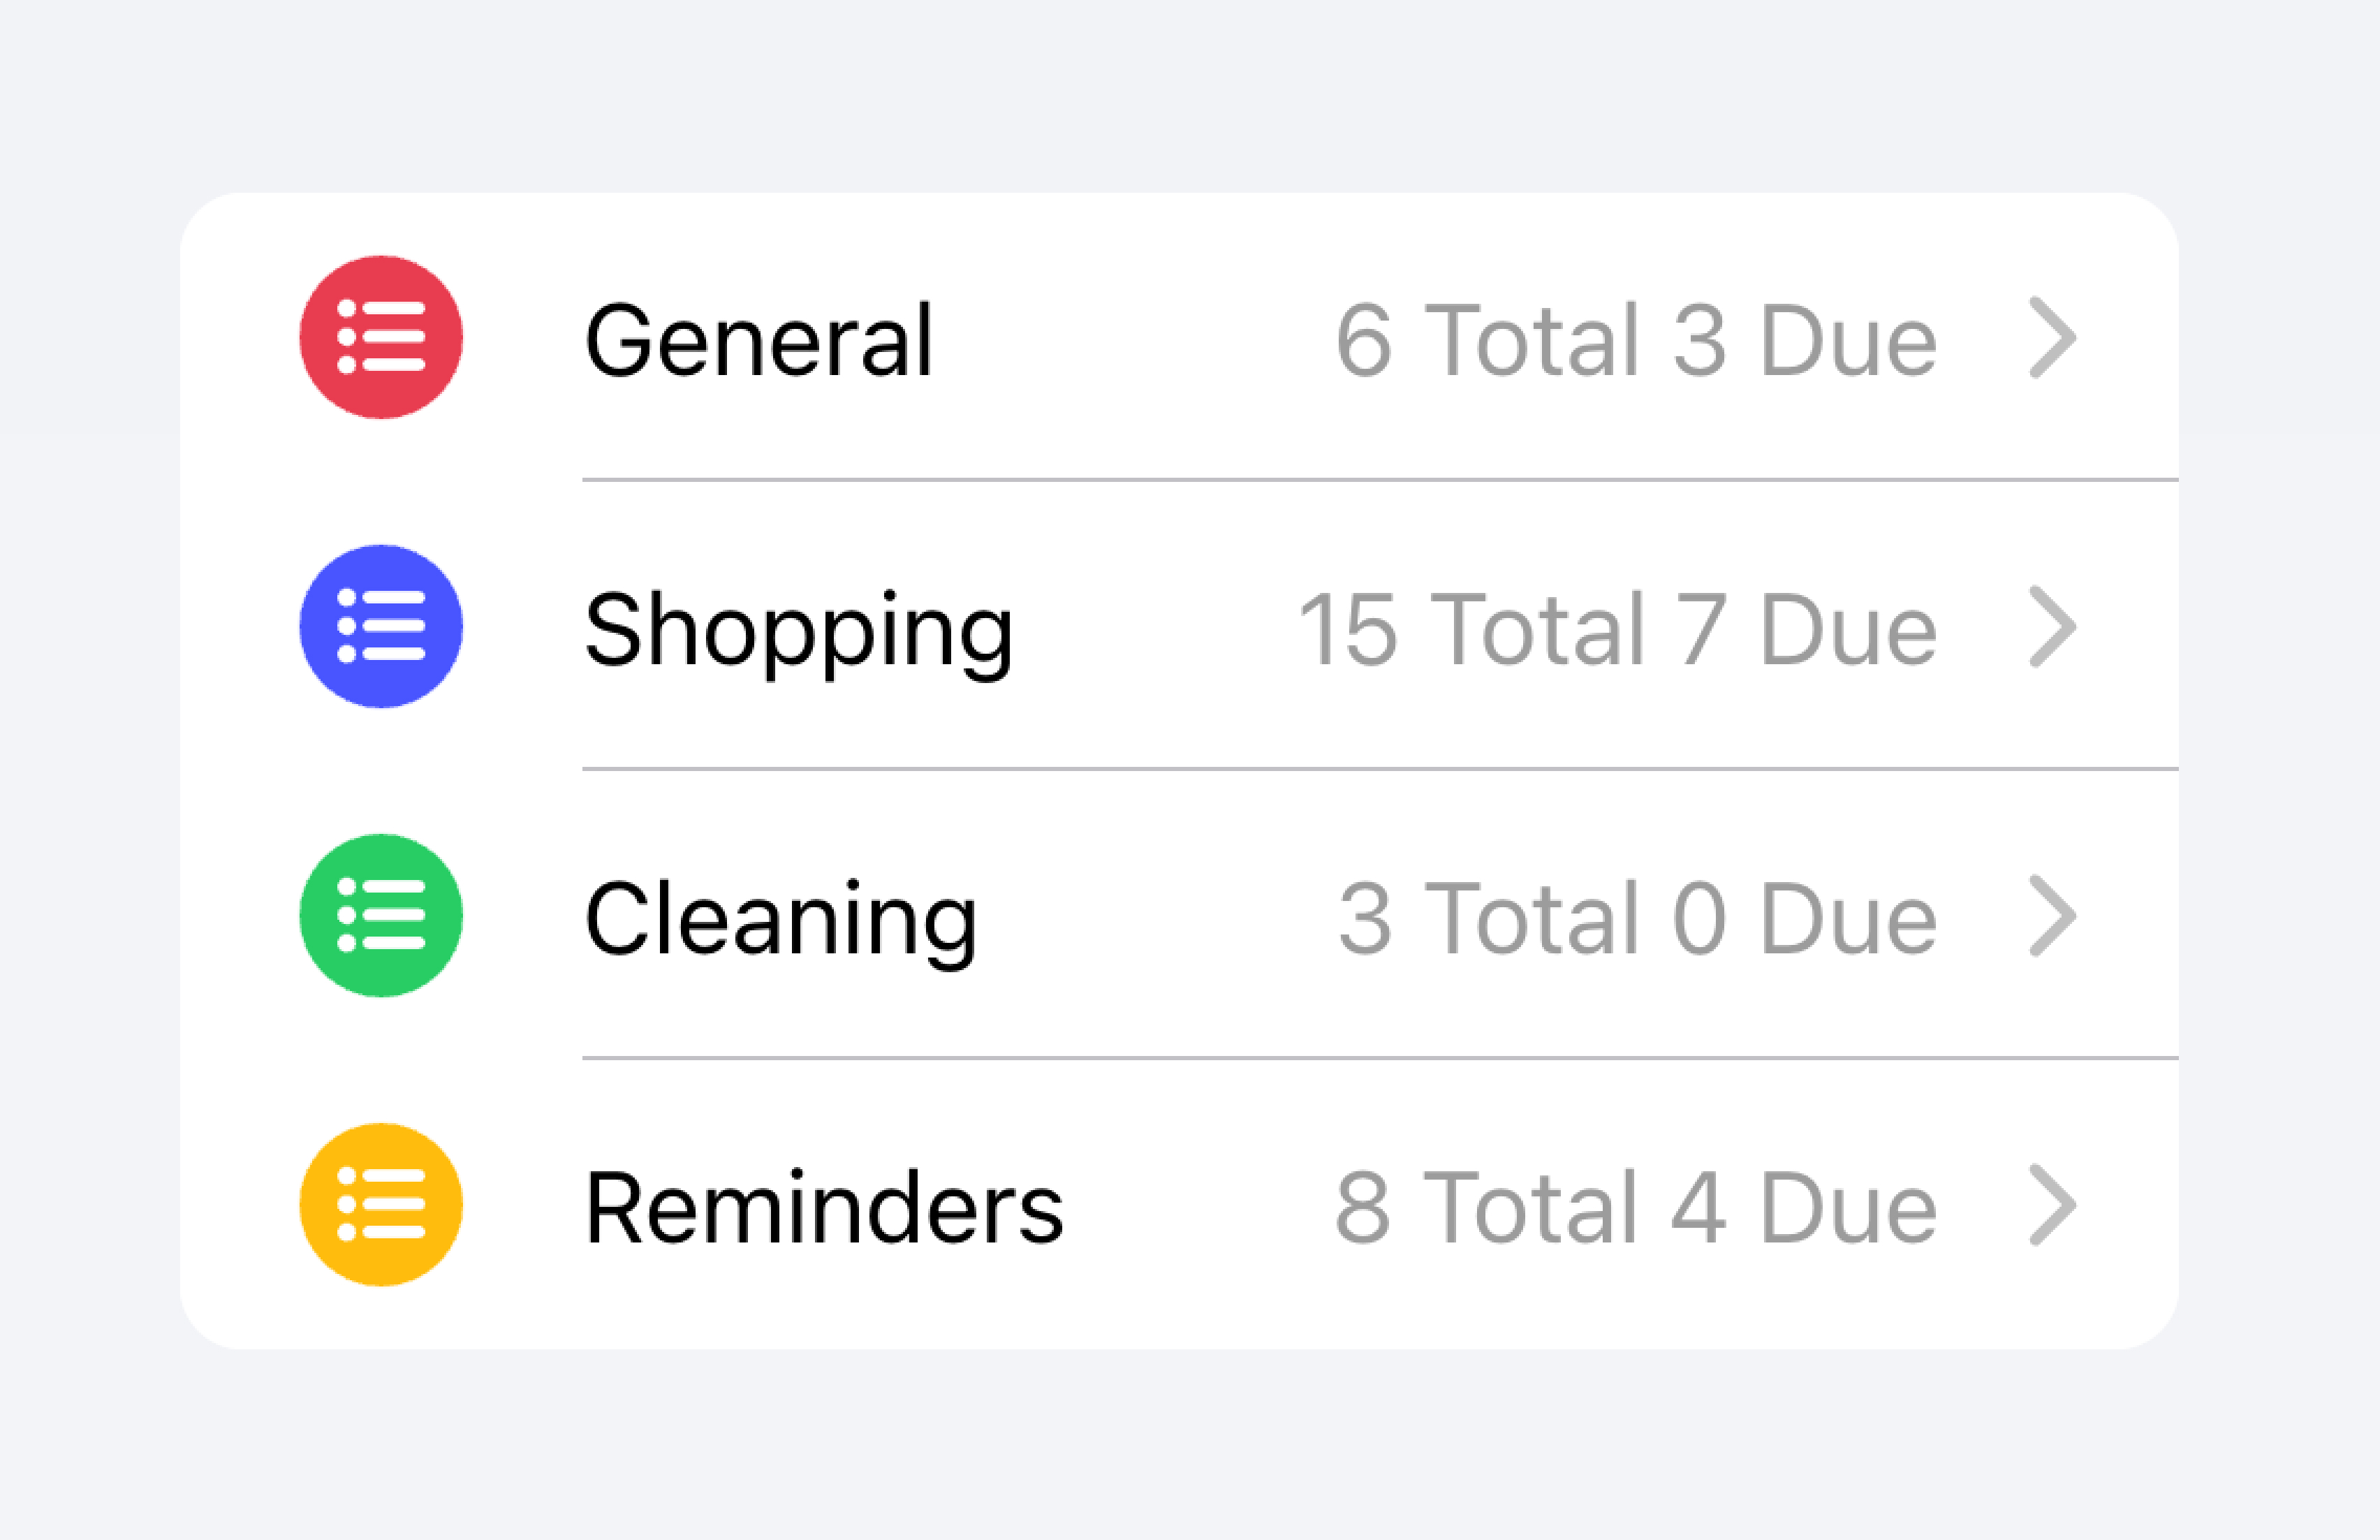 General 6 Total 3 Due
Shopping 15 Total 7 Due
Cleaning 3 Total 0 Due
Reminders 8 Total 4 Due